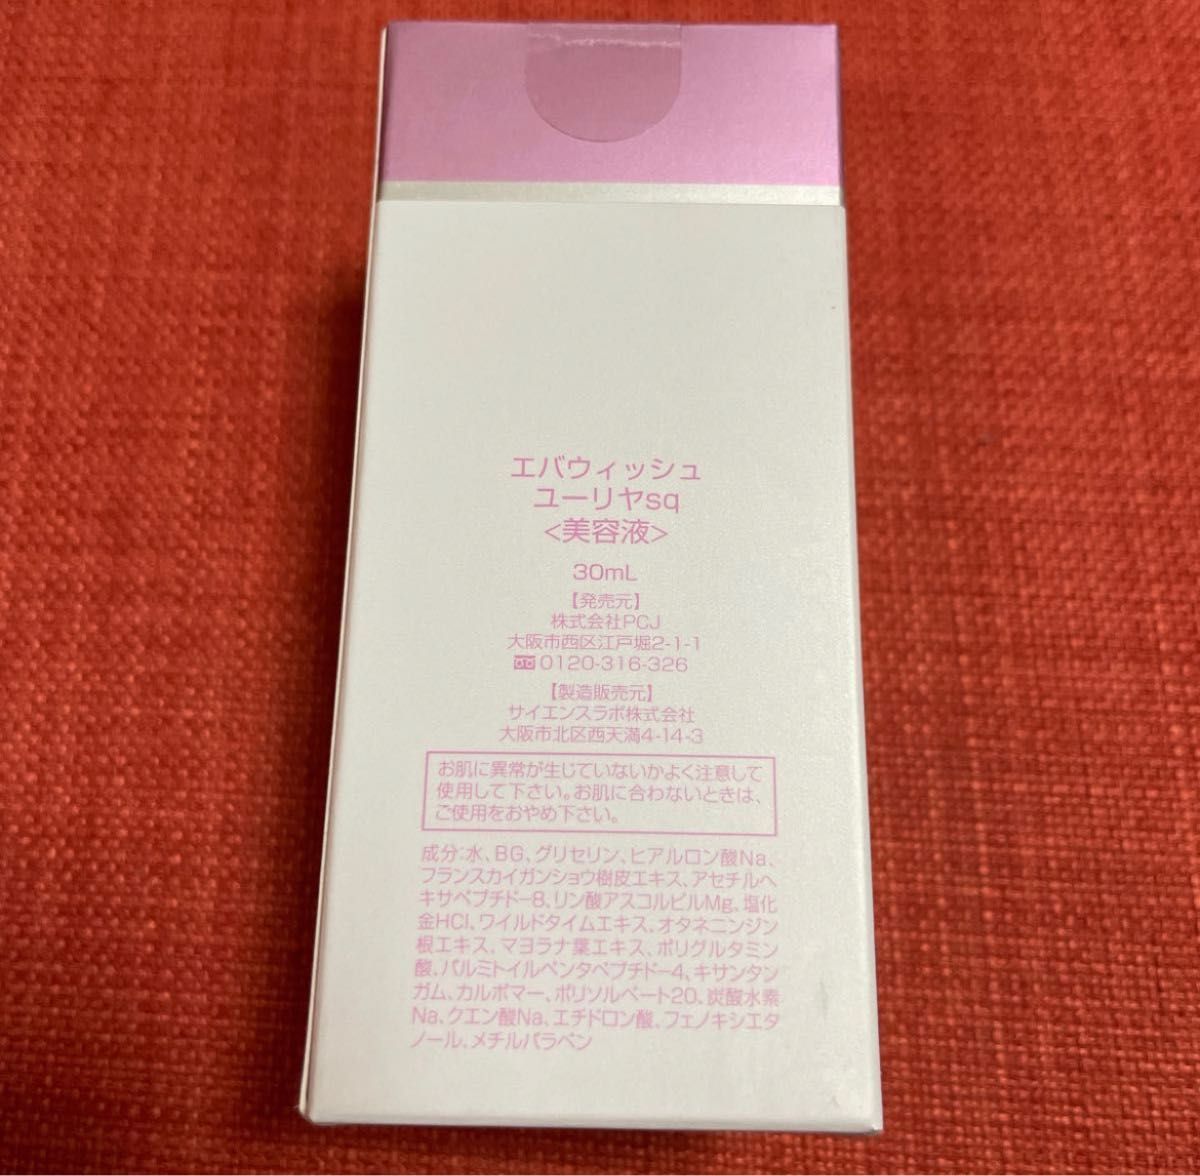 エバウィッシュ
ユーリヤsq
<美容液>
30mL
【発売元】
株式会社PCJ
大阪市西区江戸堀2-1-1
0120-316-326
【製造販売元】
サイエンスラボ株式会社
大阪市北区西天満4-14-3
お肌に異常が生じていないかよく注意して
使用して下さい。お肌に合わないときは、
ご使用をおやめ下さい。
成分:水、BG、グリセリン、ヒアルロン酸Na、
フランスカイガンショウ樹皮エキス、アセチルヘ
キサペプチド-8、リン酸アスコルビルMg、塩化
金HCl、ワイルドタイムエキス、オタネニンジン
根エキス、マヨラナ葉エキス、ポリグルタミン
酸、パルミトイルペンタペプチド-4、キサンタン
ガム、カルボマー、ポリソルベート20、炭酸水素
Na、クエン酸Na、エチドロン酸、フェノキシエタ
ノール、メチルパラベン